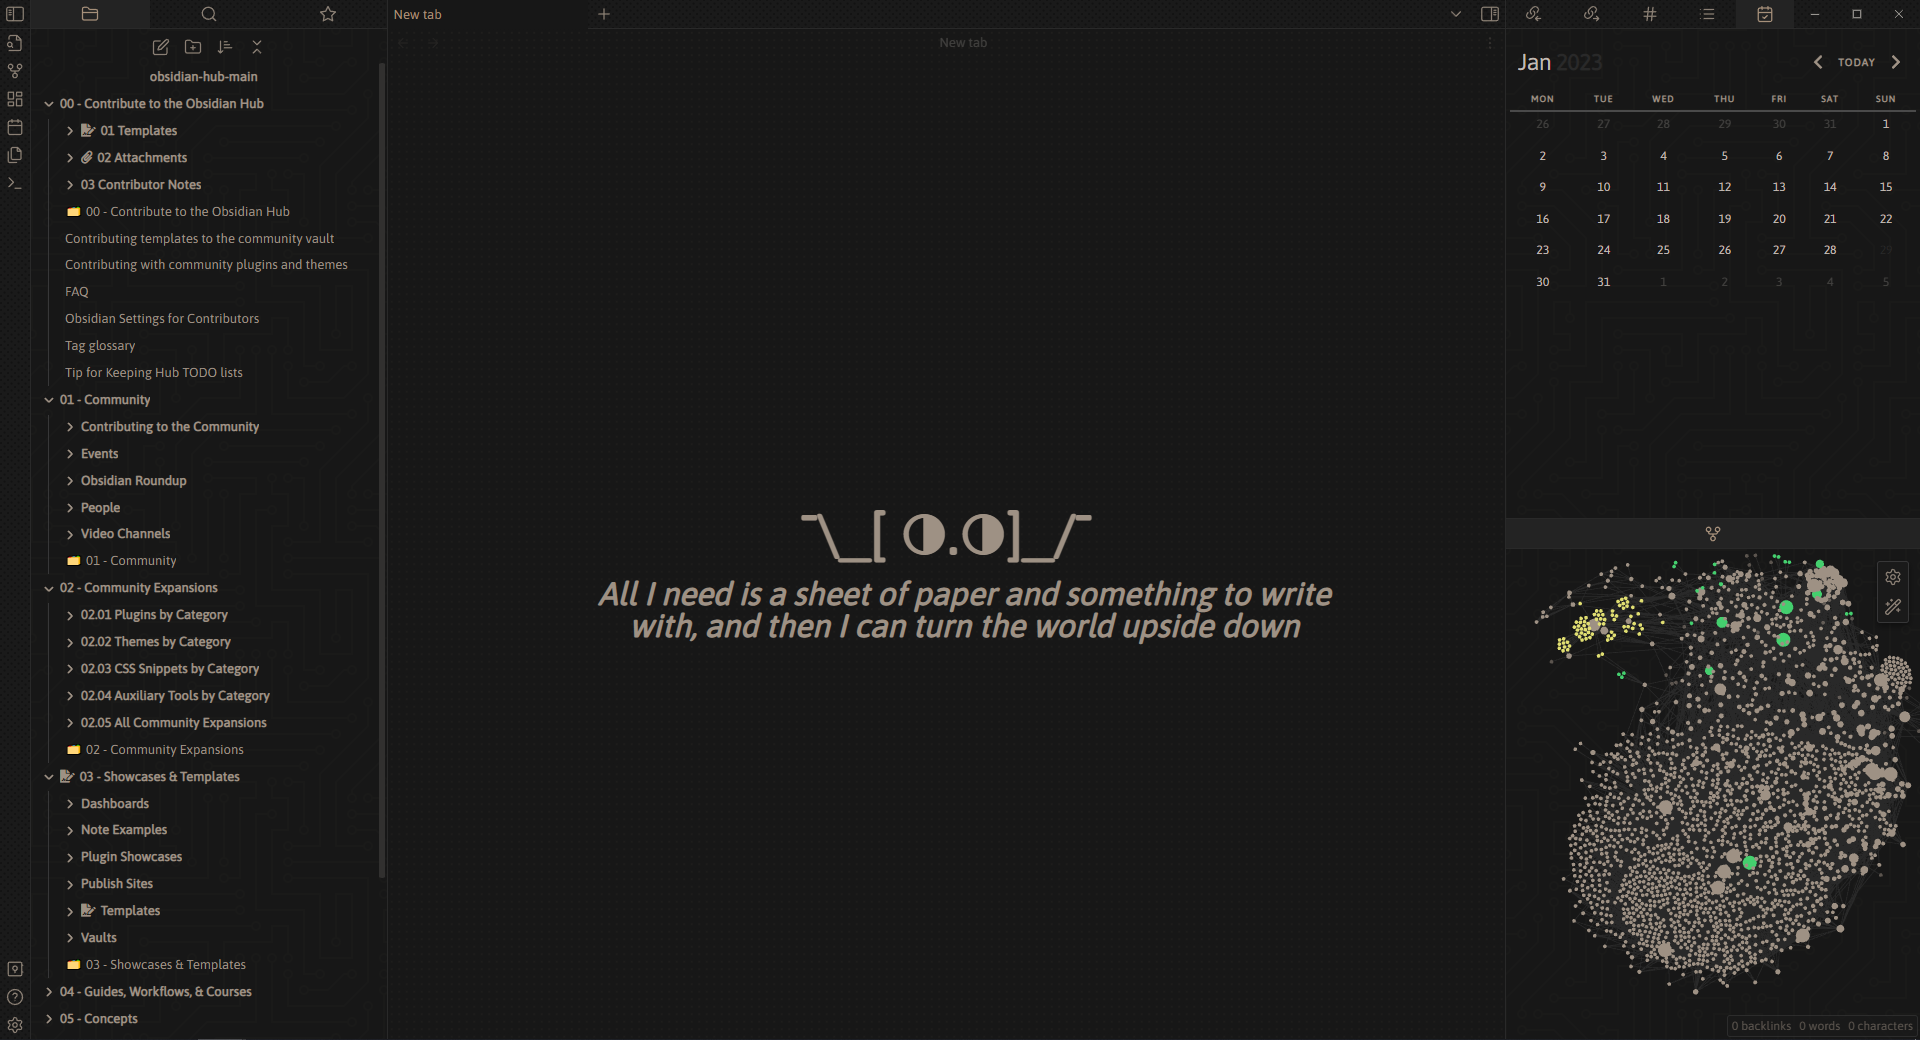 New tab
New tab
obsidian-hub-main
00 - Contribute to the Obsidian Hub
01 Templates
02 Attachments
03 Contributor Notes
00 - Contribute to the Obsidian Hub
Contributing templates to the community vault
Contributing with community plugins and themes
FAQ
Obsidian Settings for Contributors
Tag glossary
Tip for Keeping Hub TODO lists
01 - Community
Contributing to the Community
Events
Obsidian Roundup
People
Video Channels
01 - Community
02 - Community Expansions
02.01 Plugins by Category
02.02 Themes by Category
02.03 CSS Snippets by Category
02.04 Auxiliary Tools by Category
02.05 All Community Expansions
02 - Community Expansions
03 - Showcases & Templates
Dashboards
Note Examples
Plugin Showcases
Publish Sites
Templates
Vaults
03 - Showcases & Templates
04 - Guides, Workflows, & Courses
05 - Concepts
¯\_[ ◑.◑]_/¯
All I need is a sheet of paper and something to write
with, and then I can turn the world upside down
Jan 2023
TODAY
MON TUE WED THU FRI SAT SUN
26 27 28 29 30 31 1
2 3 4 5 6 7 8
9 10 11 12 13 14 15
16 17 18 19 20 21 22
23 24 25 26 27 28 29
30 31 1 2 3 4 5
0 backlinks 0 words 0 characters